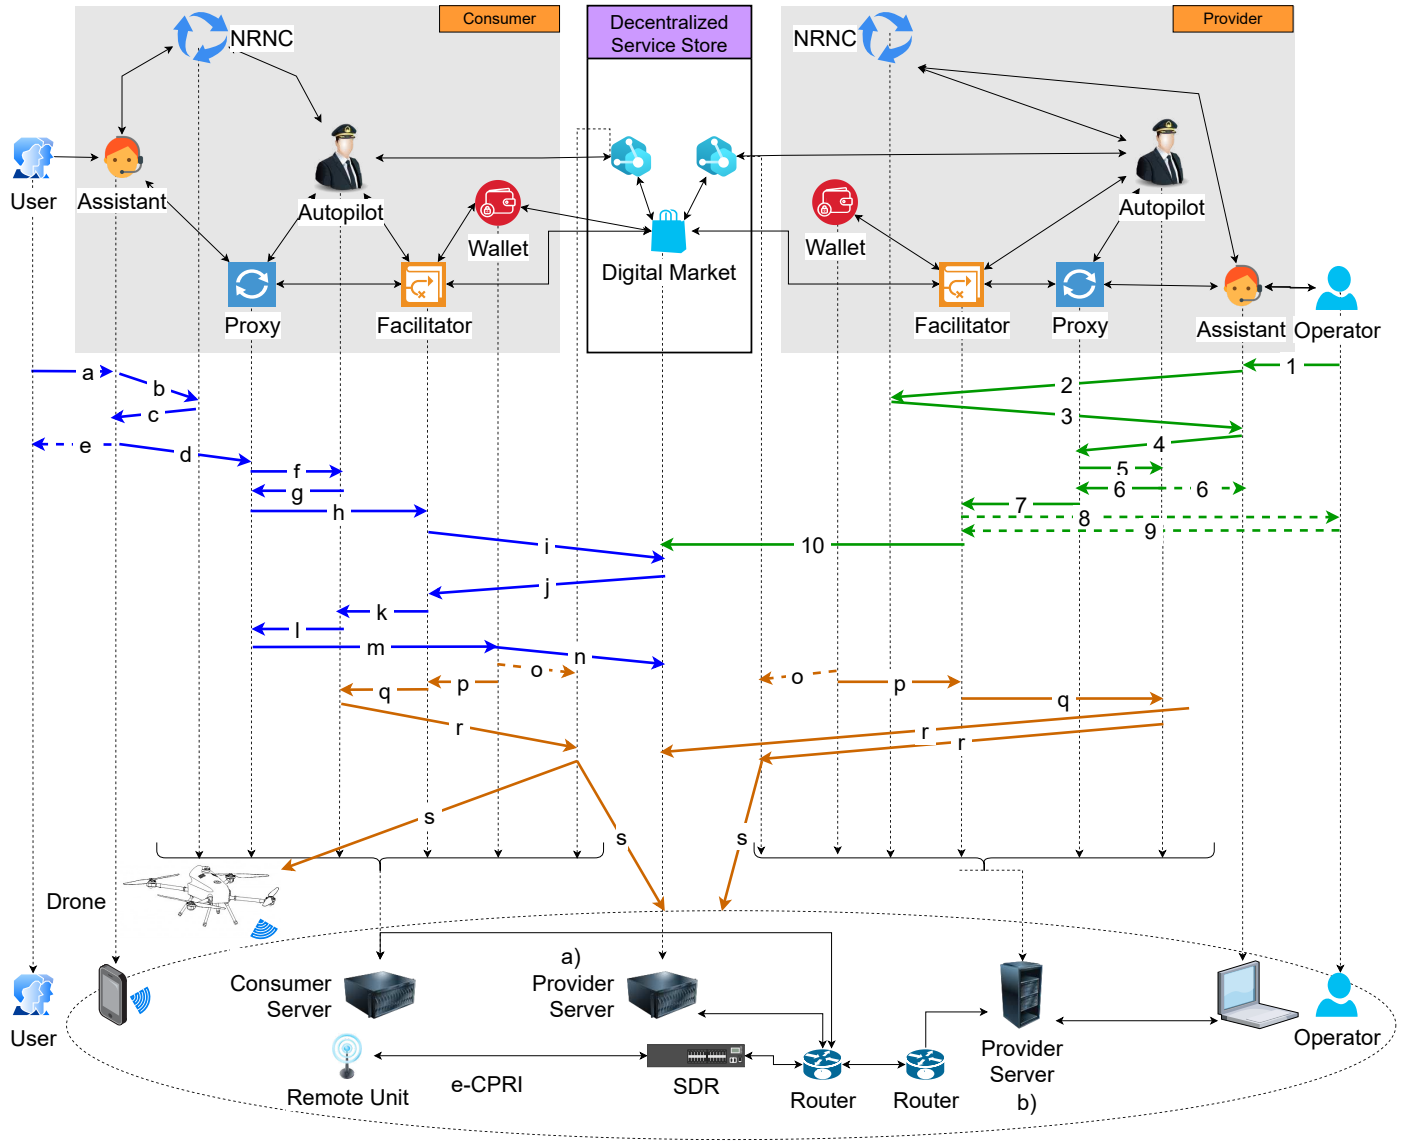 Consumer
Decentralized
Service Store
Provider
NRNC
NRNC
User
Assistant
Autopilot
Wallet
Digital Market
Wallet
Autopilot
Proxy
Facilitator
Facilitator
Proxy
Assistant
Operator
a
1
b
2
c
3
e
d
4
f
5
g
6
6
h
7
8
9
i
10
j
k
l
m
n
o
o
p
p
q
q
r
r
r
s
s
s
Drone
a)
Consumer
Server
Provider
Server
User
Operator
Provider
Server
b)
Remote Unit
e-CPRI
SDR
Router
Router